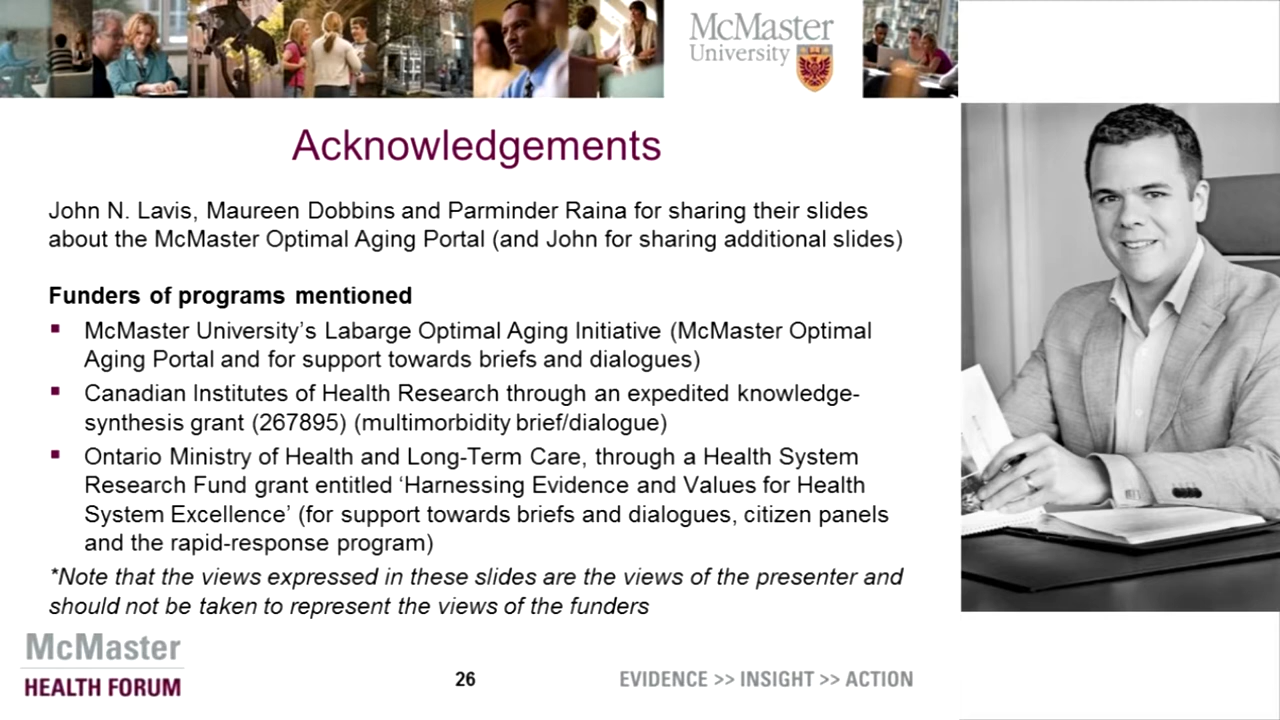 McMaster
University
Acknowledgements
John N. Lavis, Maureen Dobbins and Parminder Raina for sharing their slides
about the McMaster Optimal Aging Portal (and John for sharing additional slides)
Funders of programs mentioned
▪ McMaster University’s Labarge Optimal Aging Initiative (McMaster Optimal
Aging Portal and for support towards briefs and dialogues)
▪ Canadian Institutes of Health Research through an expedited knowledge-
synthesis grant (267895) (multimorbidity brief/dialogue)
▪ Ontario Ministry of Health and Long-Term Care, through a Health System
Research Fund grant entitled ‘Harnessing Evidence and Values for Health
System Excellence’ (for support towards briefs and dialogues, citizen panels
and the rapid-response program)
*Note that the views expressed in these slides are the views of the presenter and
should not be taken to represent the views of the funders
McMaster
HEALTH FORUM
26
EVIDENCE >> INSIGHT >> ACTION